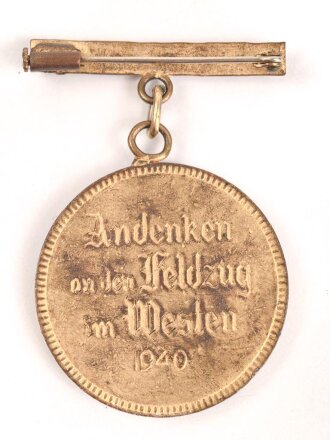 Andenken
an den Feldzug
im Westen
1940